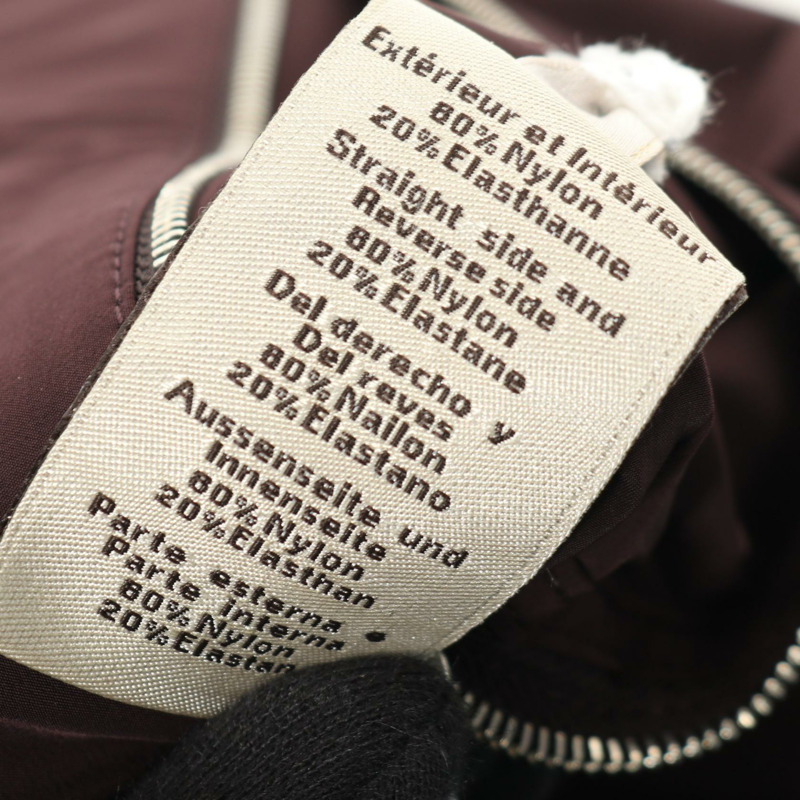 Extérieur et Intérieur
80% Nylon
20% Elasthanne
Straight side and
Reverse side
80% Nylon
20% Elastane
Del derecho y
Del reves
80% Nailon
20% Elastano
Aussenseite und
Innenseite
80% Nylon
20% Elasthan
Parte esterna e
Parte interna
80% Nylon
20% Elastan